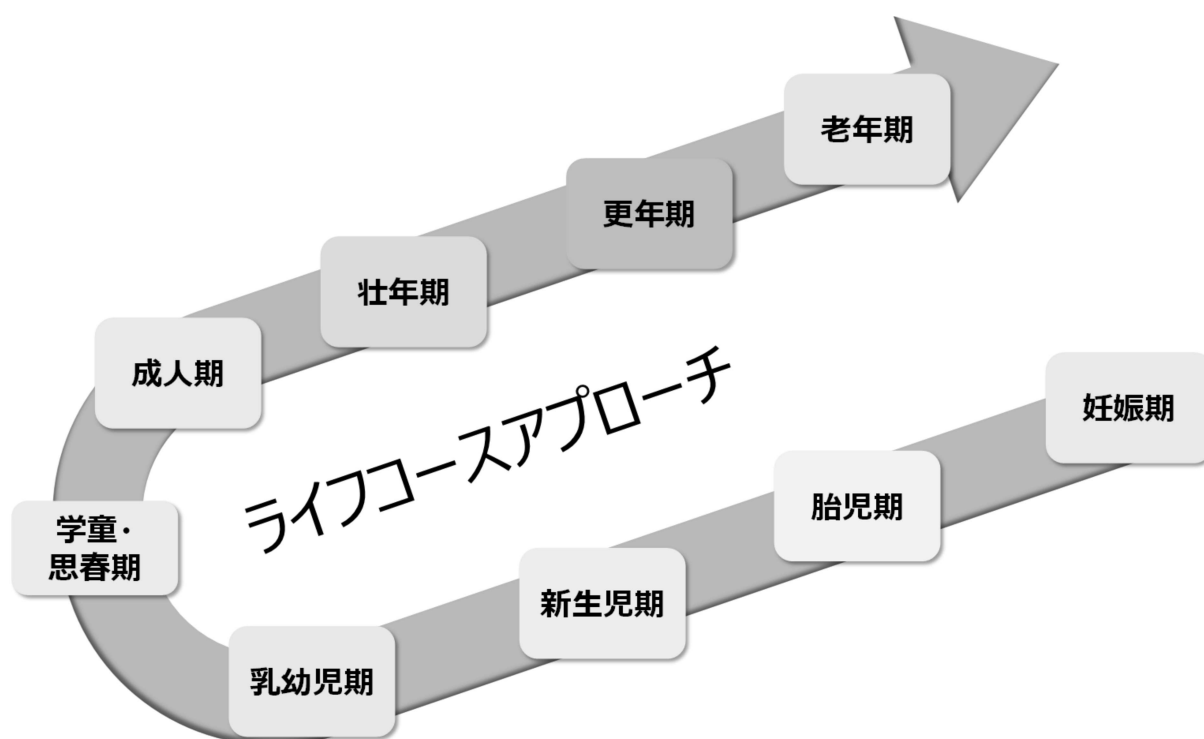 老年期
更年期
壮年期
成人期
ライフコースアプローチ
妊娠期
胎児期
学童・
思春期
新生児期
乳幼児期